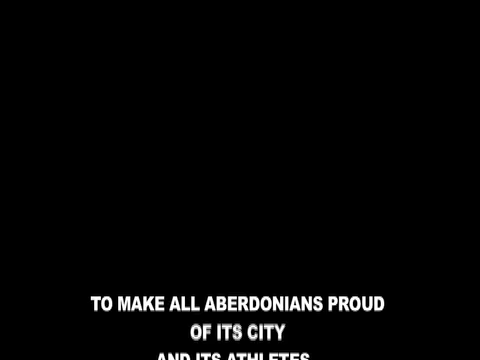 TO MAKE ALL ABERDONIANS PROUD
OF ITS CITY
AND ITS ATHLETES